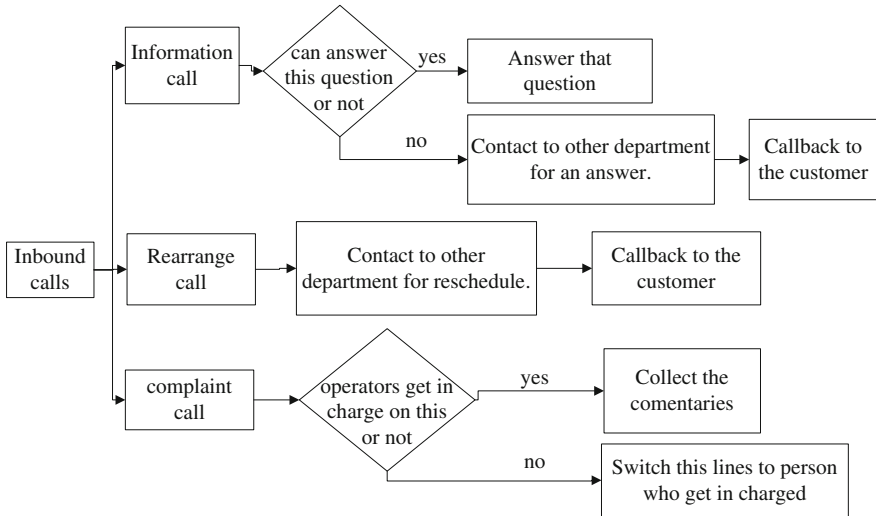 Information
call
can answer
this question
or not
yes
Answer that
question
no
Contact to other department
for an answer.
Callback to
the customer
Inbound
calls
Rearrange
call
Contact to other
department for reschedule.
Callback to the
customer
complaint
call
operators get in
charge on this
or not
yes
Collect the
comentaries
no
Switch this lines to person
who get in charged